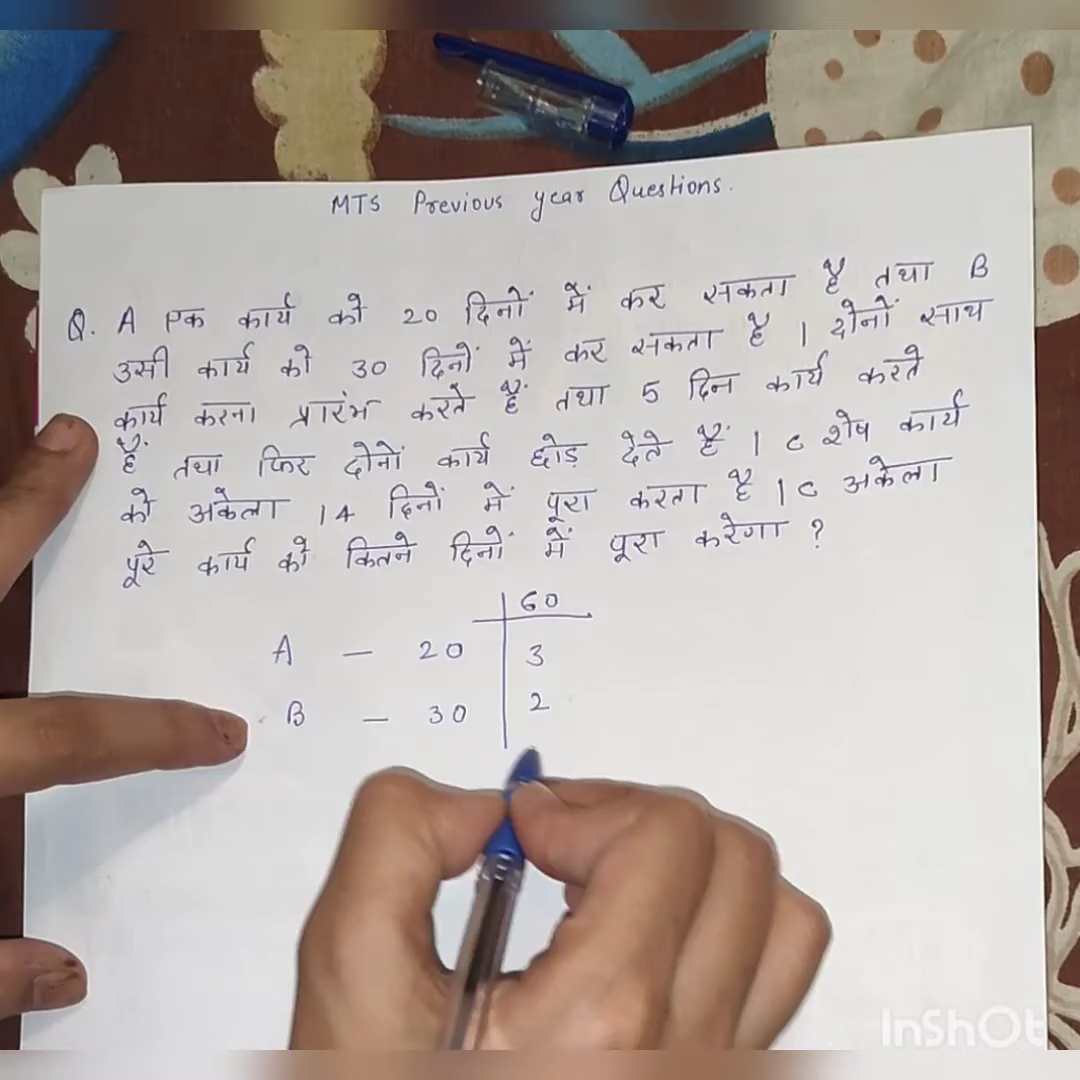 MTS Previous year Questions.
Q. A एक कार्य को 20 दिनों में कर सकता है तथा B
उसी कार्य को 30 दिनों में कर सकता है । दोनों साथ
कार्य करना प्रारंभ करते हैं तथा 5 दिन कार्य करते
हैं तथा फिर दोनों कार्य छोड़ देते हैं । C शेष कार्य
को अकेला 14 दिनों में पूरा करता है । C अकेला
पूरे कार्य को कितने दिनों में पूरा करेगा ?
60
A – 20 3
B – 30 2
InShOt